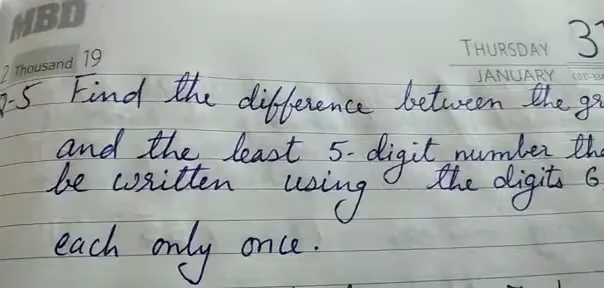 MBD
2 Thousand 19
THURSDAY
JANUARY
Q-5 Find the difference between the
and the least 5-digit number
be written using the digits 6
each only once.